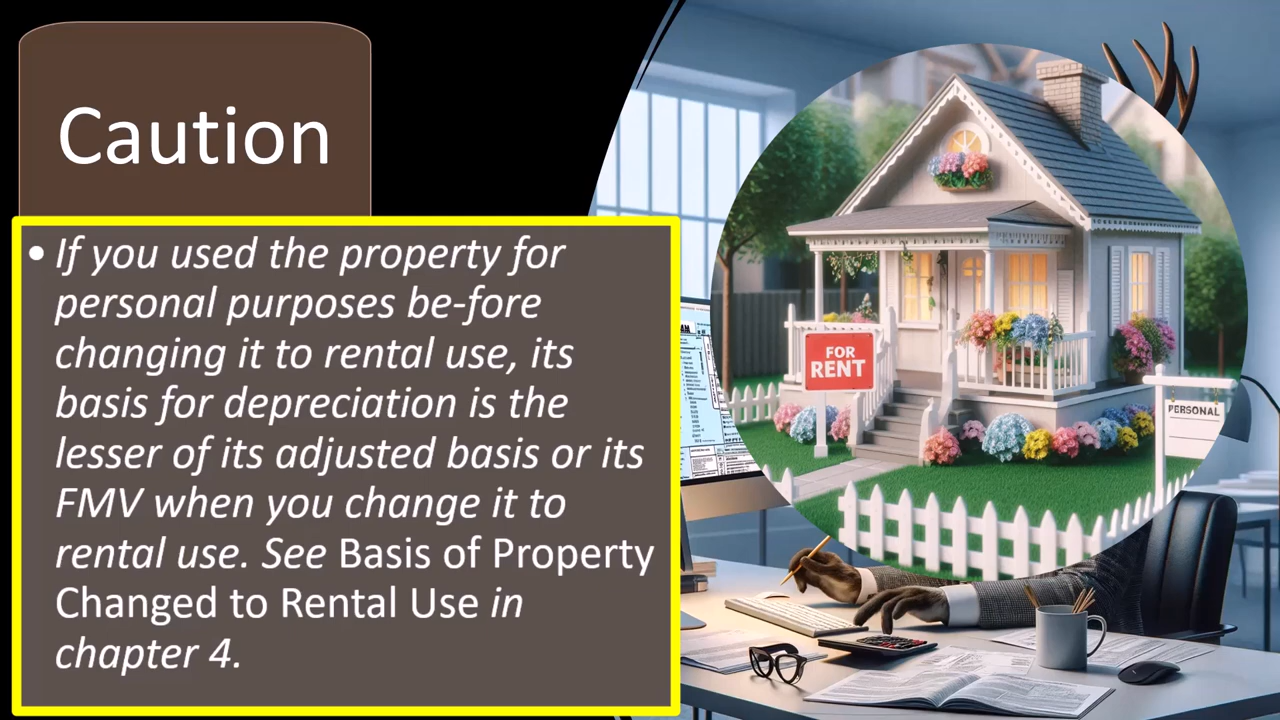 Caution
• If you used the property for
personal purposes be-fore
changing it to rental use, its
basis for depreciation is the
lesser of its adjusted basis or its
FMV when you change it to
rental use. See Basis of Property
Changed to Rental Use in
chapter 4.
FOR
RENT
PERSONAL